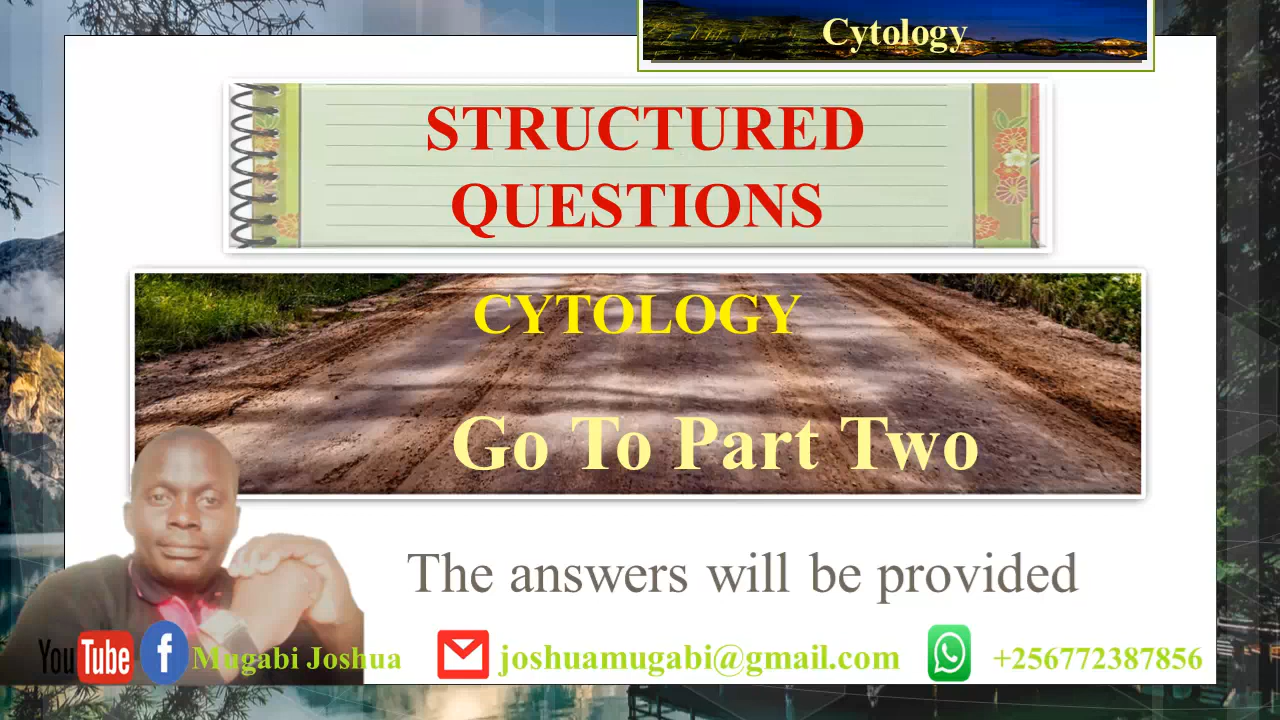 Cytology
STRUCTURED
QUESTIONS
CYTOLOGY
Go To Part Two
The answers will be provided
YouTube f Mugabi Joshua joshuamugabi@gmail.com +256772387856